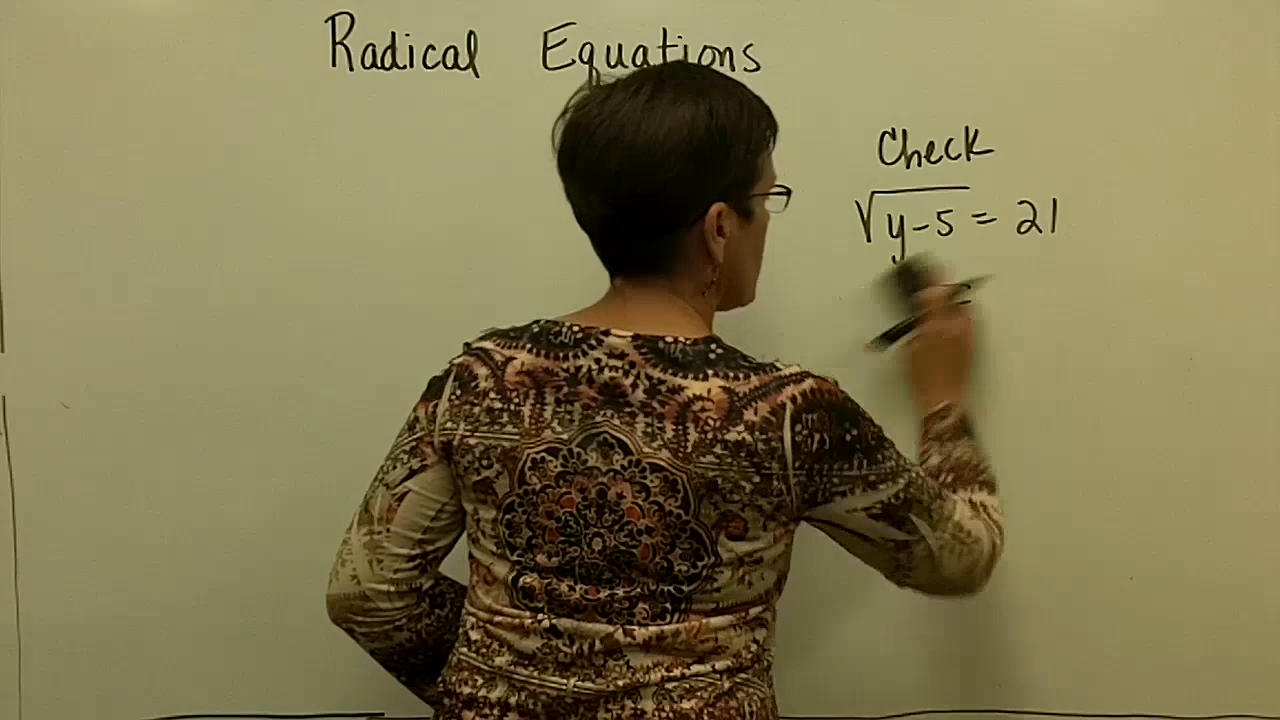 Radical Equations
Check
√y-5 = 21